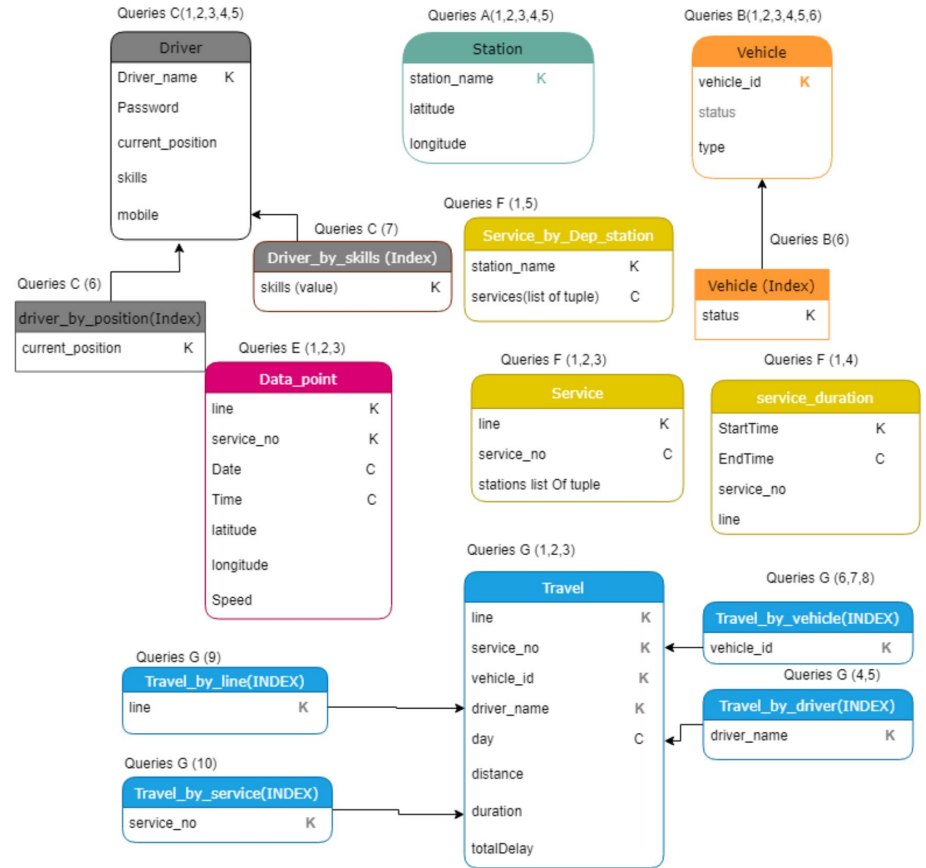 Queries C(1,2,3,4,5)
Driver
Driver_name K
Password
current_position
skills
mobile
Queries A(1,2,3,4,5)
Station
station_name K
latitude
longitude
Queries B(1,2,3,4,5,6)
Vehicle
vehicle_id K
status
type
Queries C (6)
driver_by_position(Index)
current_position K
Queries C (7)
Driver_by_skills (Index)
skills (value) K
Queries F (1,5)
Service_by_Dep_station
station_name K
services(list of tuple) C
Queries B(6)
Vehicle (Index)
status K
Queries E (1,2,3)
Data_point
line K
service_no K
Date C
Time C
latitude
longitude
Speed
Queries F (1,2,3)
Service
line K
service_no C
stations list Of tuple
Queries F (1,4)
service_duration
StartTime K
EndTime C
service_no
line
Queries G (1,2,3)
Travel
line K
service_no K
vehicle_id K
driver_name K
day C
distance
duration
totalDelay
Queries G (6,7,8)
Travel_by_vehicle(INDEX)
vehicle_id K
Queries G (4,5)
Travel_by_driver(INDEX)
driver_name K
Queries G (9)
Travel_by_line(INDEX)
line K
Queries G (10)
Travel_by_service(INDEX)
service_no K